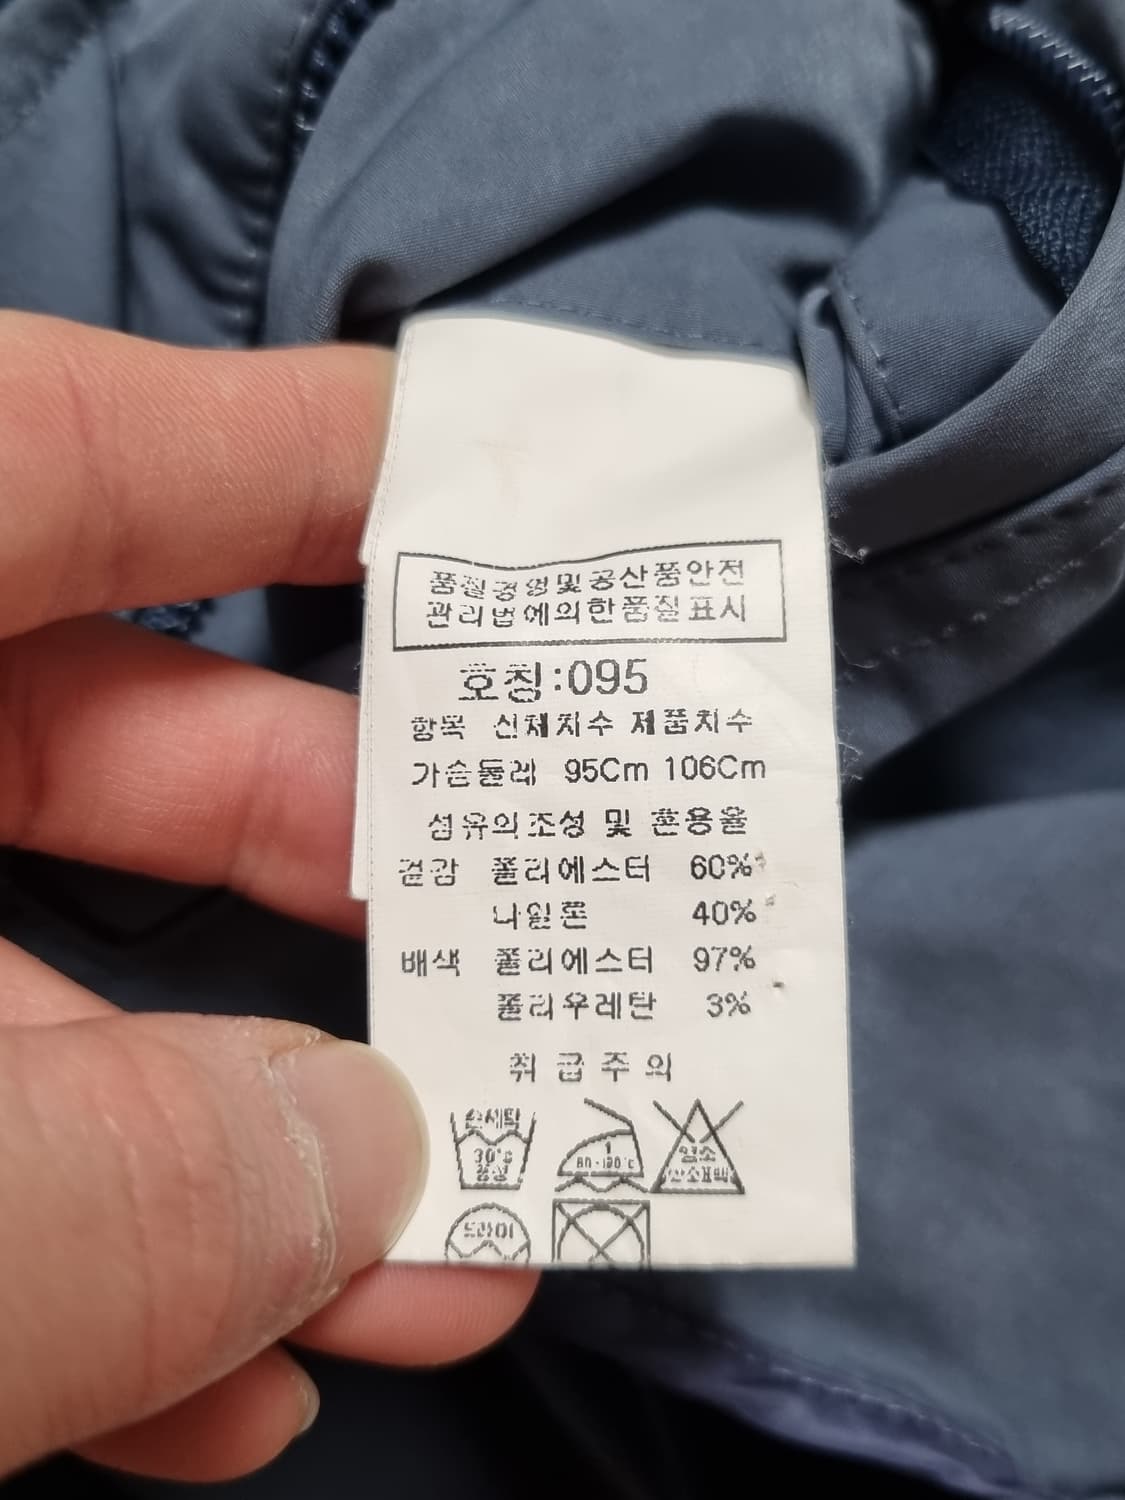 품질경영및공산품안전
관리법에의한품질표시
호칭:095
항목 신체치수 제품치수
가슴둘레 95Cm 106Cm
섬유의조성 및 혼용율
겉감 폴리에스터 60%
나일론 40%
배색 폴리에스터 97%
폴리우레탄 3%
취급주의
손세탁
30℃
중성
1
80-120℃
염소
산소표백
드라이